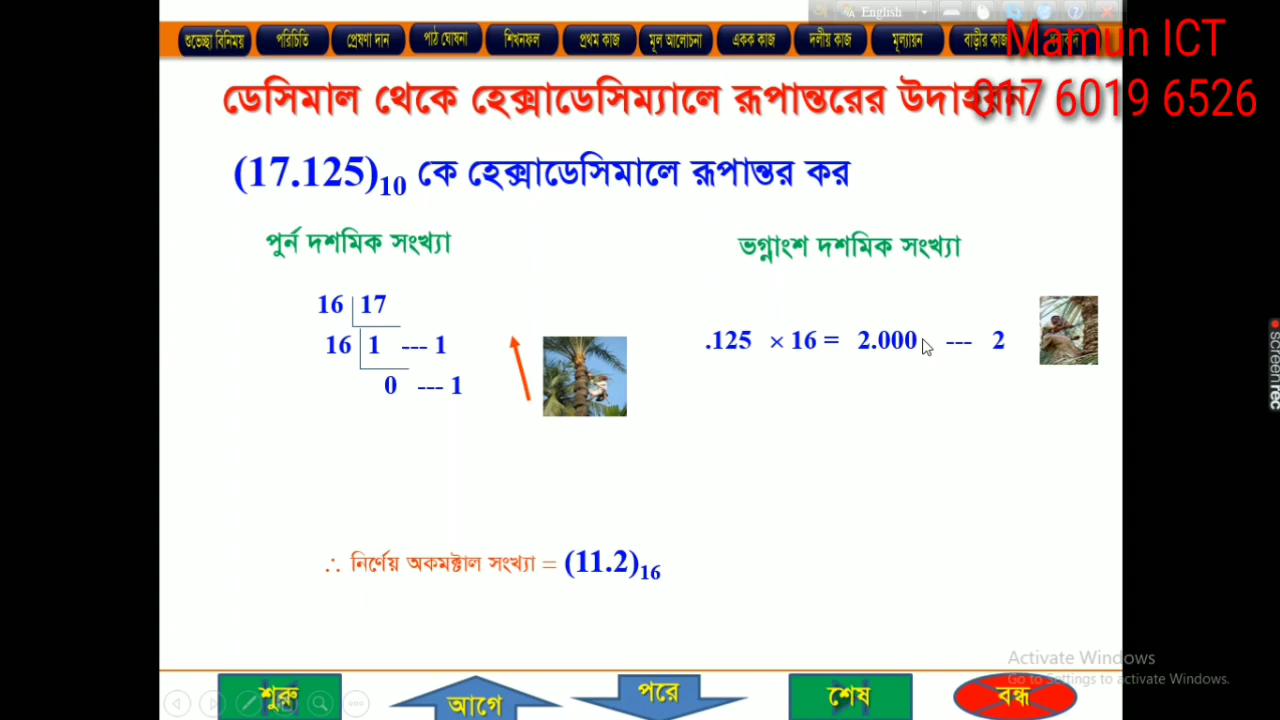 English
শুভেচ্ছা বিনিময় পরিচিতি প্রেষণা দান পাঠ ঘোষনা শিখনফল প্রথম কাজ মূল আলোচনা একক কাজ দলীয় কাজ মূল্যায়ন বাড়ীর কাজ
Mamun ICT
017 6019 6526
ডেসিমাল থেকে হেক্সাডেসিম্যালে রূপান্তরের উদাহরন
(17.125)10 কে হেক্সাডেসিমালে রূপান্তর কর
পুর্ন দশমিক সংখ্যা
16 17
16 1 --- 1
0 --- 1
ভগ্নাংশ দশমিক সংখ্যা
.125 × 16 = 2.000 --- 2
∴ নির্ণেয় অকমক্টাল সংখ্যা = (11.2)16
Activate Windows
Go to Settings to activate Windows.
শুরু আগে পরে শেষ বন্ধ
screenrec